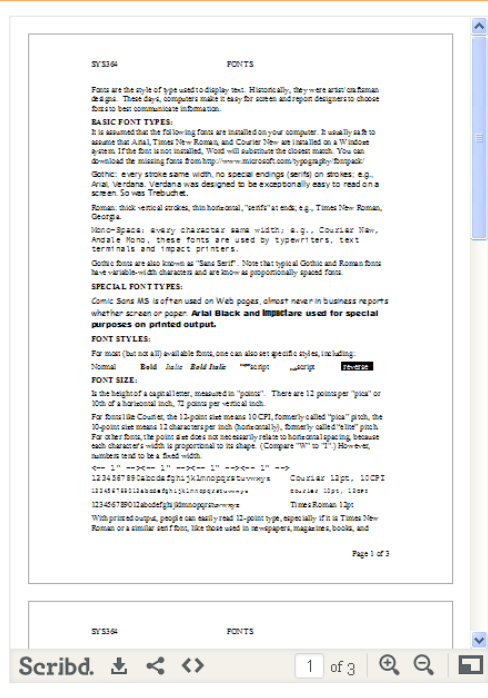 SYS364 FONTS
Fonts are the style of type used to display text. Historically, they were artist/craftsman
designs. These days, computers make it easy for screen and report designers to choose
fonts to best communicate information.
BASIC FONT TYPES:
It is assumed that the following fonts are installed on your computer. It usually safe to
assume that Arial, Times New Roman, and Courier New are installed on a Windows
system. If the font is not installed, Word will substitute the closest match. You can
download the missing fonts from http://www.microsoft.com/typography/fontpack/
Gothic: every stroke same width, no special endings (serifs) on strokes; e.g.,
Arial, Verdana. Verdana was designed to be exceptionally easy to read on a
screen. So was Trebuchet.
Roman: thick vertical strokes, thin horizontal, "serifs" at ends; e.g., Times New Roman,
Georgia.
Mono-Space: every character same width; e.g., Courier New,
Andale Mono, these fonts are used by typewriters, text
terminals and impact printers.
Gothic fonts are also known as "Sans Serif". Note that typical Gothic and Roman fonts
have variable-width characters and are know as proportionally spaced fonts.
SPECIAL FONT TYPES:
Comic Sans MS is often used on Web pages, almost never in business reports
whether screen or paper. Arial Black and Impact are used for special
purposes on printed output.
FONT STYLES:
For most (but not all) available fonts, one can also set specific styles, including:
Normal Bold Italic Bold Italic script script reverse
FONT SIZE:
Is the height of a capital letter, measured in "points". There are 12 points per "pica" or
10th of a horizontal inch, 72 points per vertical inch.
For fonts like Courier, the 12-point size means 10 CPI, formerly called "pica" pitch, the
10-point size means 12 characters per inch (horizontally), formerly called "elite" pitch.
For other fonts, the point size does not necessarily relate to horizontal spacing, because
each character's width is proportional to its shape. (Compare "W" to "I".) However,
numbers tend to be a fixed width.
<-- 1" --><-- 1" --><-- 1" --><-- 1" -->
1234567890abcdefghijklmnopqrstuvwxyz Courier 12pt, 10CPI
123456789012abcdefghijklmnopqrstuvwxyz Courier 10pt, 12CPI
123456789012abcdefghijklmnopqrstuvwxyz Times Roman 12pt
With printed output, people can easily read 12-point type, especially if it is Times New
Roman or a similar serif font, like those used in newspapers, magazines, books, and
Page 1 of 3
SYS364 FONTS
Scribd. 1 of 3